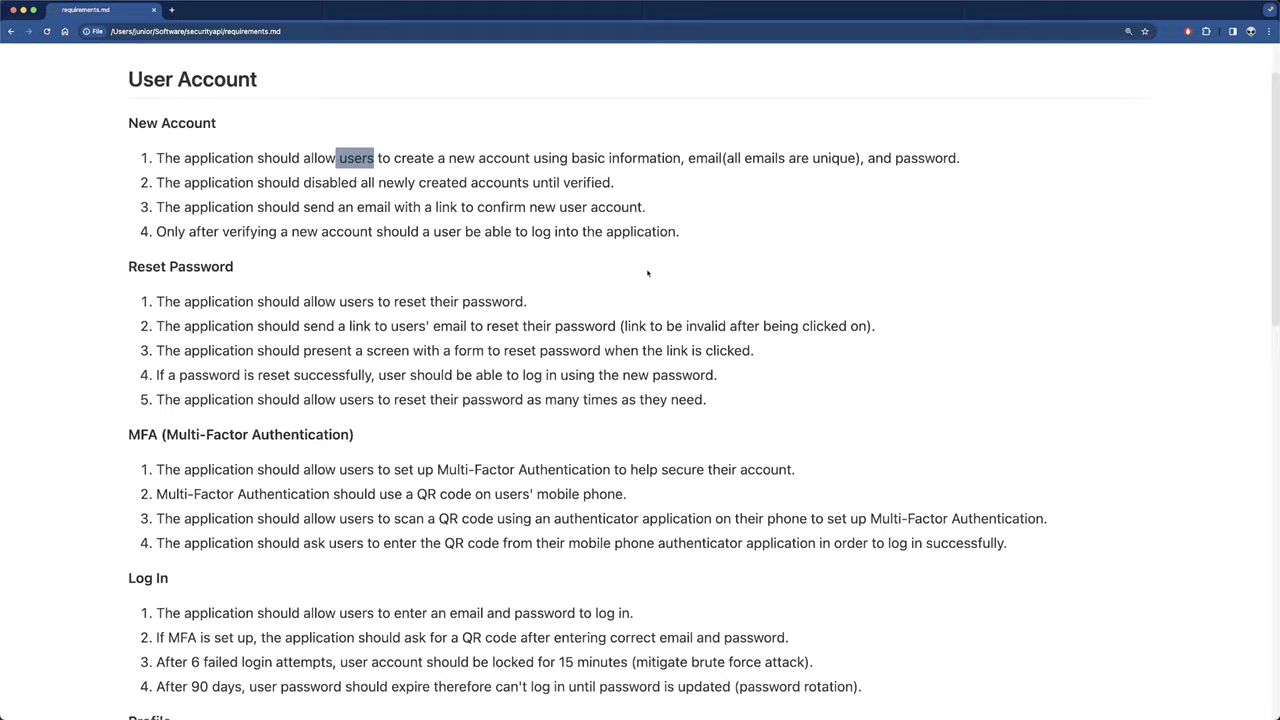 requirements.md
File
/Users/junior/Software/securityapi/requirements.md
User Account
New Account
1. The application should allow users to create a new account using basic information, email(all emails are unique), and password.
2. The application should disabled all newly created accounts until verified.
3. The application should send an email with a link to confirm new user account.
4. Only after verifying a new account should a user be able to log into the application.
Reset Password
1. The application should allow users to reset their password.
2. The application should send a link to users' email to reset their password (link to be invalid after being clicked on).
3. The application should present a screen with a form to reset password when the link is clicked.
4. If a password is reset successfully, user should be able to log in using the new password.
5. The application should allow users to reset their password as many times as they need.
MFA (Multi-Factor Authentication)
1. The application should allow users to set up Multi-Factor Authentication to help secure their account.
2. Multi-Factor Authentication should use a QR code on users' mobile phone.
3. The application should allow users to scan a QR code using an authenticator application on their phone to set up Multi-Factor Authentication.
4. The application should ask users to enter the QR code from their mobile phone authenticator application in order to log in successfully.
Log In
1. The application should allow users to enter an email and password to log in.
2. If MFA is set up, the application should ask for a QR code after entering correct email and password.
3. After 6 failed login attempts, user account should be locked for 15 minutes (mitigate brute force attack).
4. After 90 days, user password should expire therefore can't log in until password is updated (password rotation).
Profile